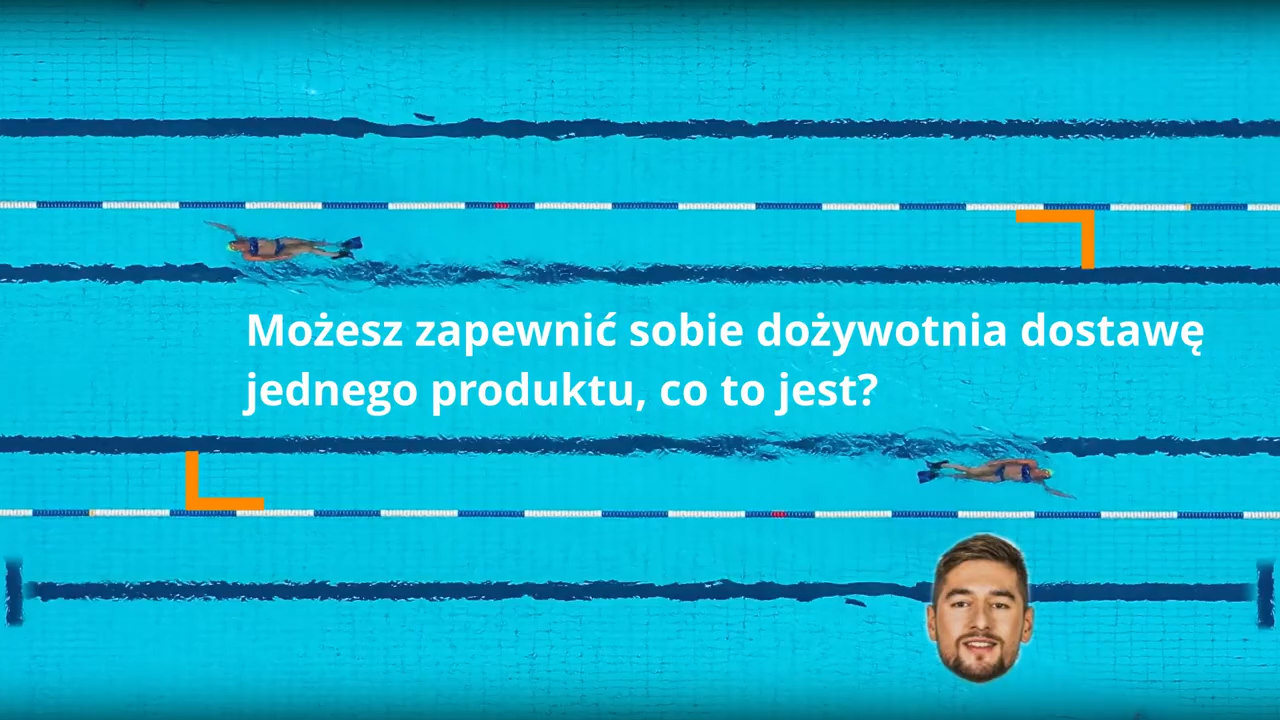 Możesz zapewnić sobie dożywotnia dostawę
jednego produktu, co to jest?